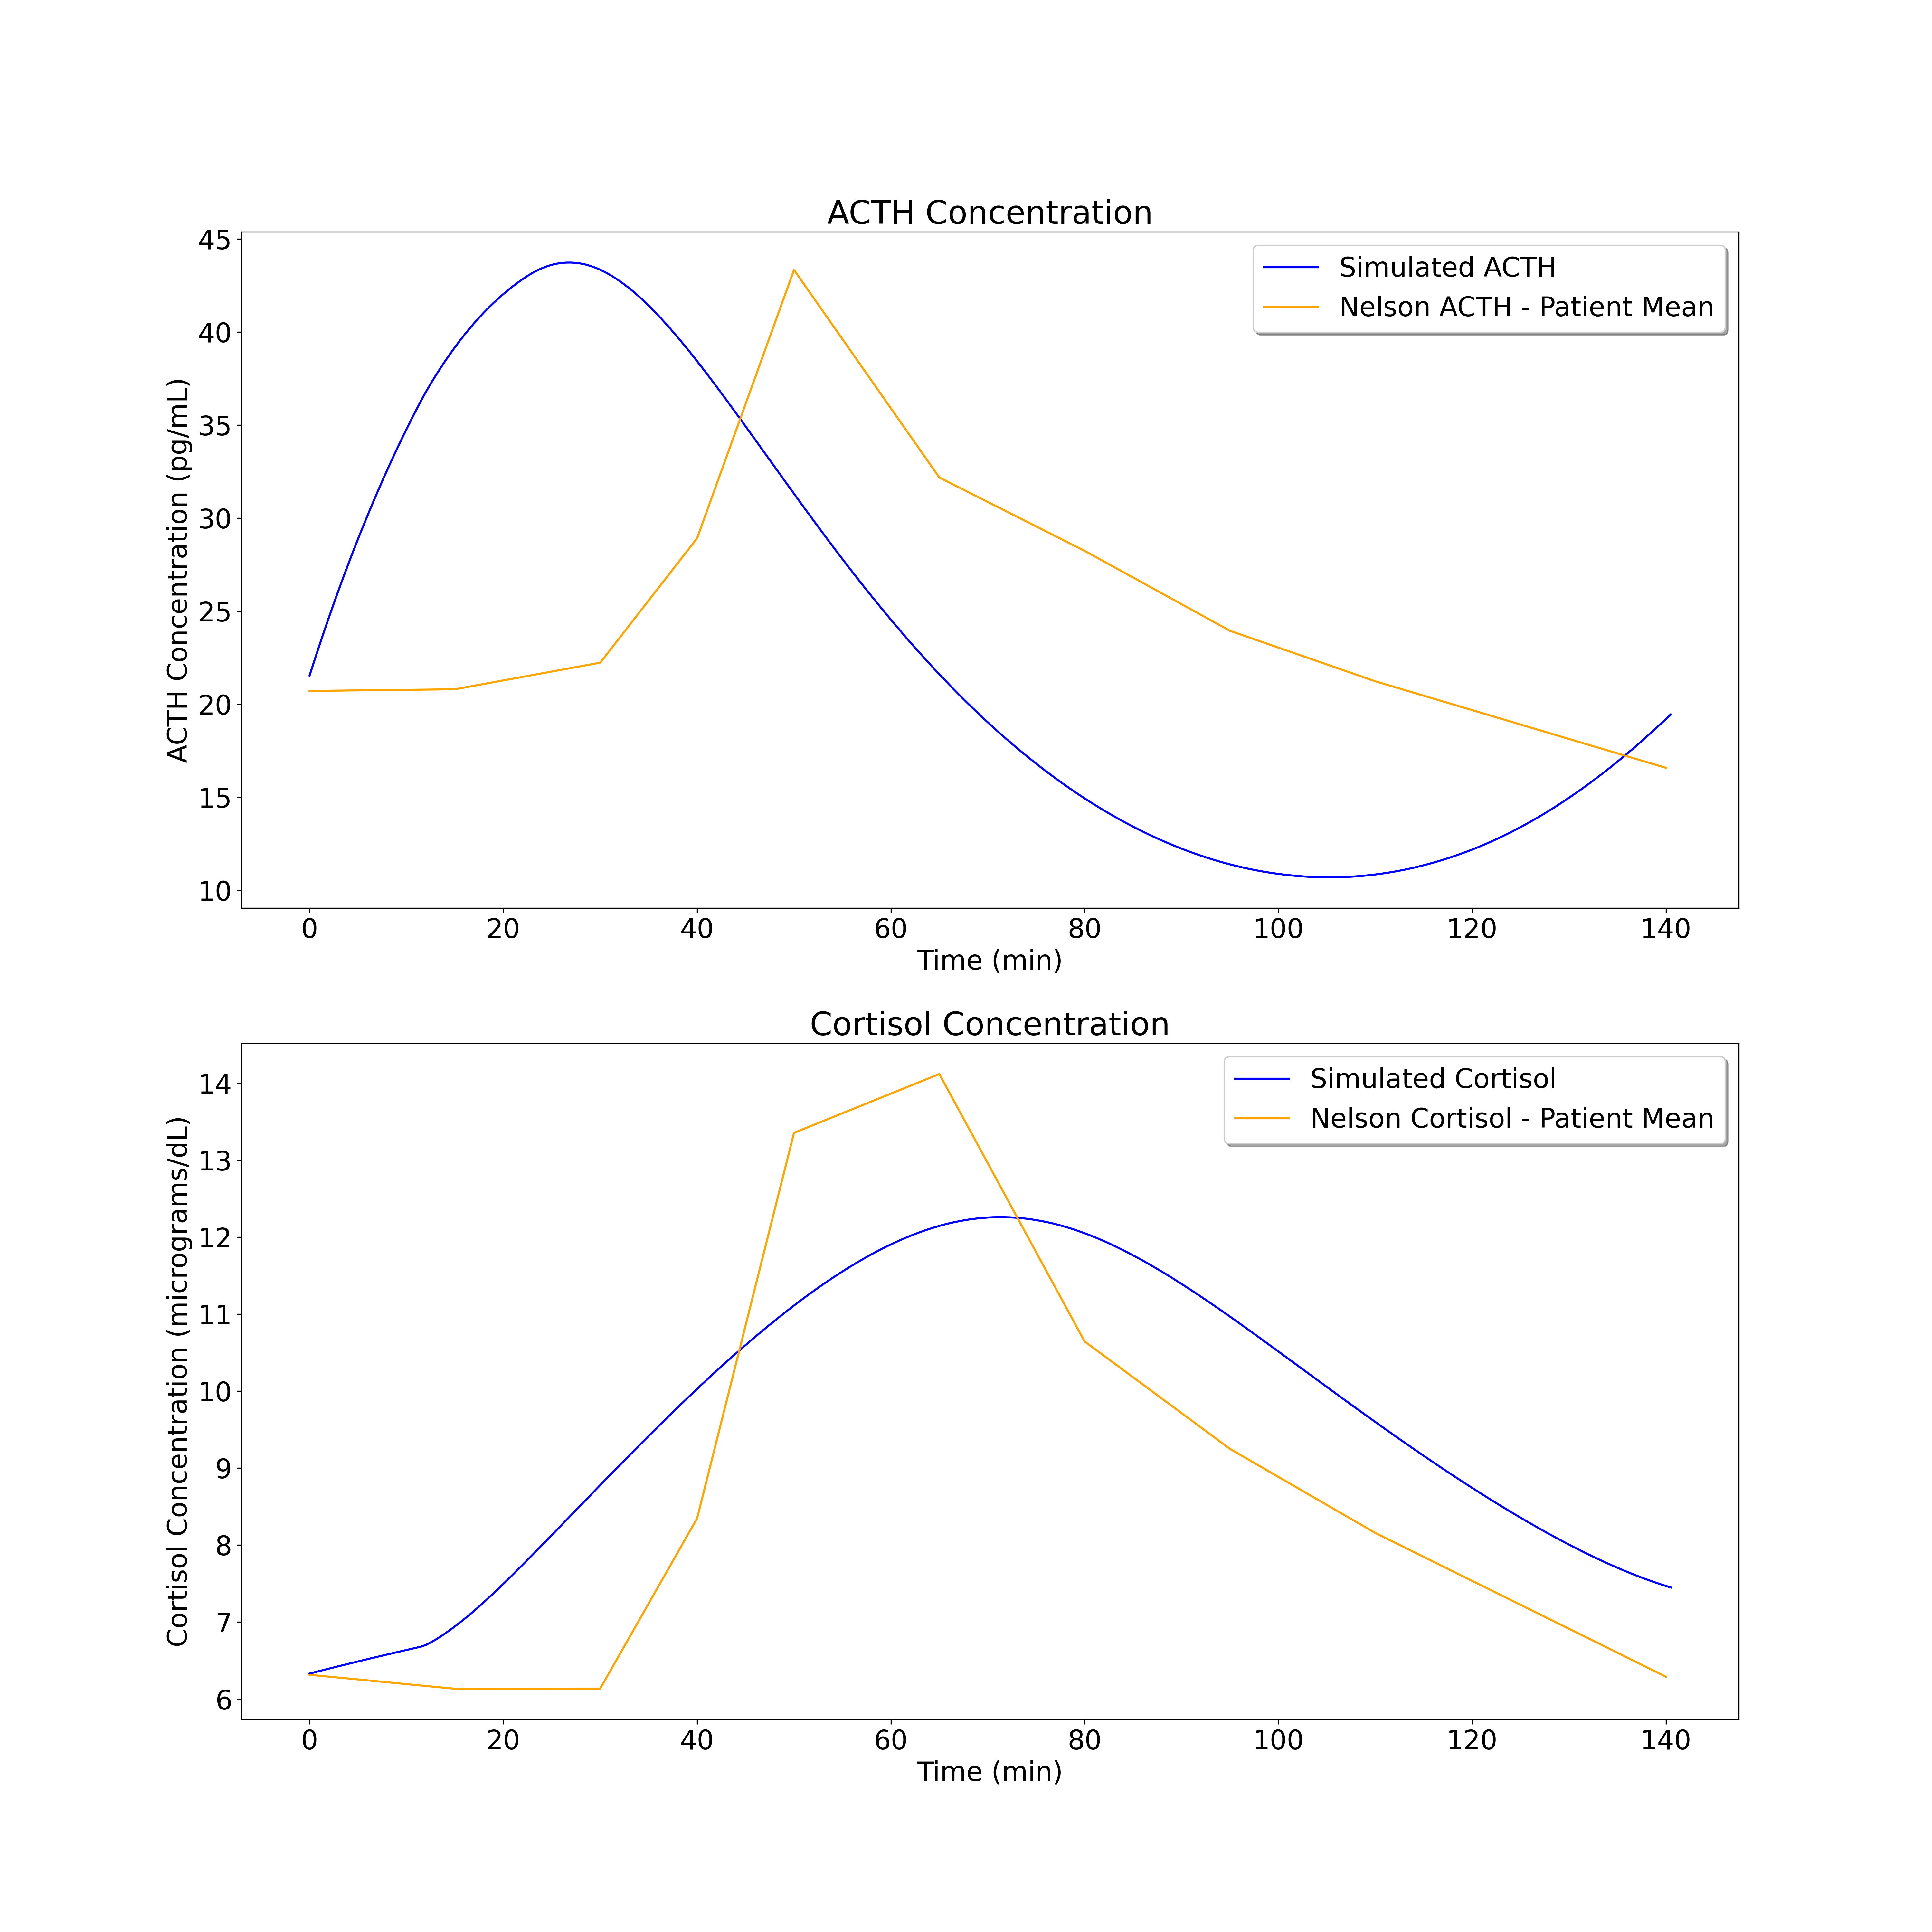 ACTH Concentration
45
40
35
30
25
20
15
10
ACTH Concentration (pg/mL)
Simulated ACTH
Nelson ACTH - Patient Mean
0 20 40 60 80 100 120 140
Time (min)
Cortisol Concentration
14
13
12
11
10
9
8
7
6
Cortisol Concentration (micrograms/dL)
Simulated Cortisol
Nelson Cortisol - Patient Mean
0 20 40 60 80 100 120 140
Time (min)